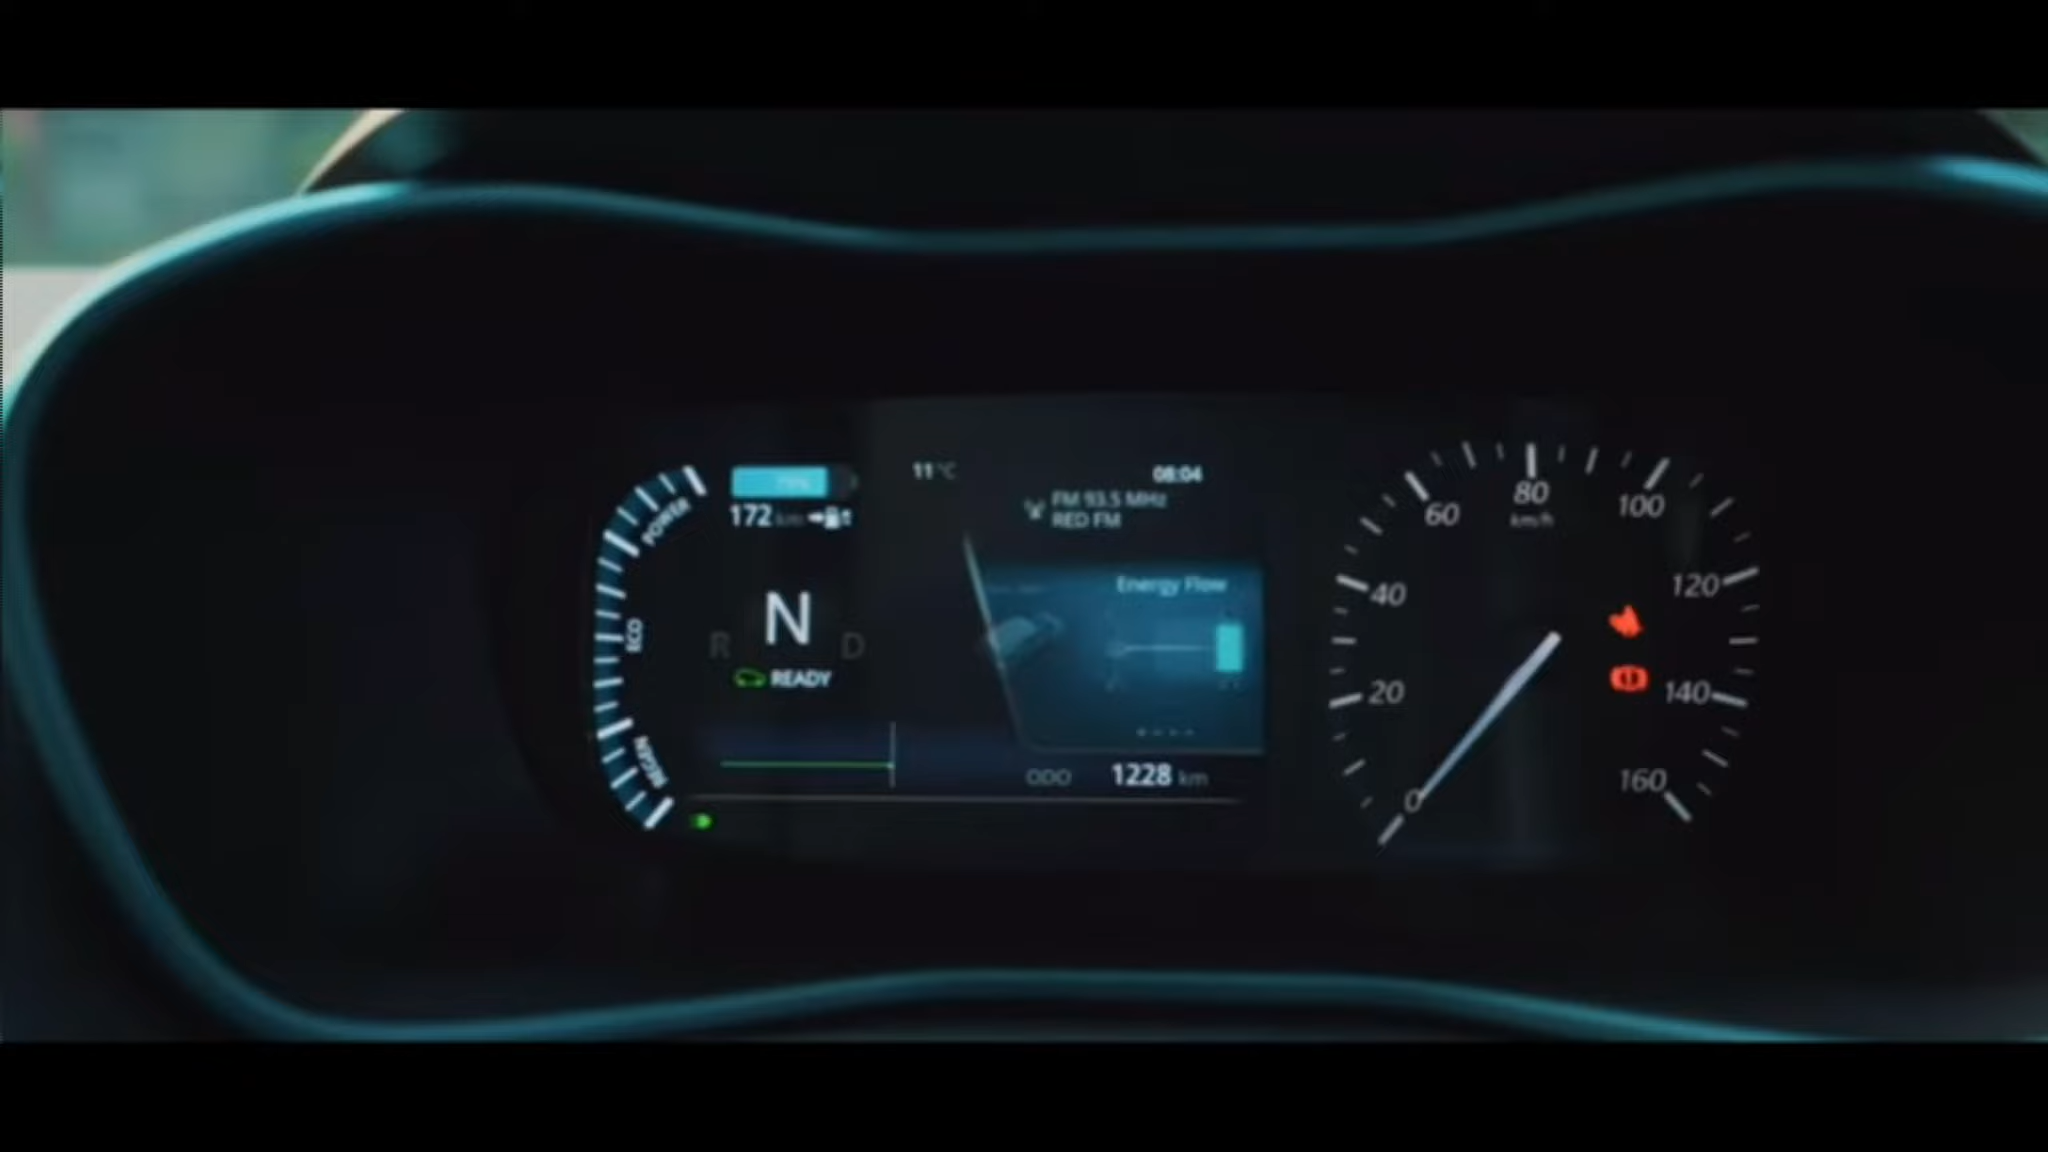 POWER
ECO
REGEN
172 km
R N D
READY
11°C
08:04
FM 93.5 MHz
RED FM
Energy Flow
ODO 1228 km
0
20
40
60
80
km/h
100
120
140
160